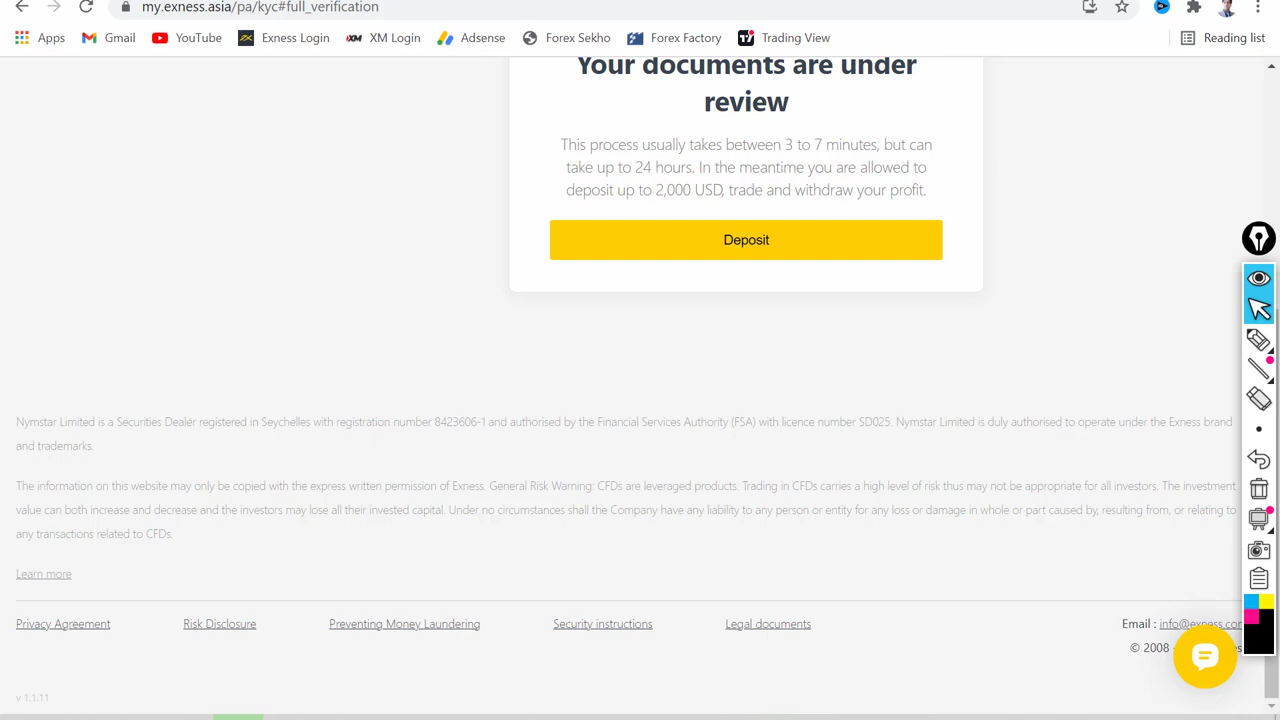 my.exness.asia/pa/kyc#full_verification
Apps
Gmail
YouTube
Exness Login
XM XM Login
Adsense
Forex Sekho
Forex Factory
Trading View
Reading list
Your documents are under
review
This process usually takes between 3 to 7 minutes, but can
take up to 24 hours. In the meantime you are allowed to
deposit up to 2,000 USD, trade and withdraw your profit.
Deposit
Nymstar Limited is a Securities Dealer registered in Seychelles with registration number 8423606-1 and authorised by the Financial Services Authority (FSA) with licence number SD025. Nymstar Limited is duly authorised to operate under the Exness brand
and trademarks.
The information on this website may only be copied with the express written permission of Exness. General Risk Warning: CFDs are leveraged products. Trading in CFDs carries a high level of risk thus may not be appropriate for all investors. The investment
value can both increase and decrease and the investors may lose all their invested capital. Under no circumstances shall the Company have any liability to any person or entity for any loss or damage in whole or part caused by, resulting from, or relating to
any transactions related to CFDs.
Learn more
Privacy Agreement
Risk Disclosure
Preventing Money Laundering
Security instructions
Legal documents
Email : info@exness.cor
© 2008
v 1.1.11